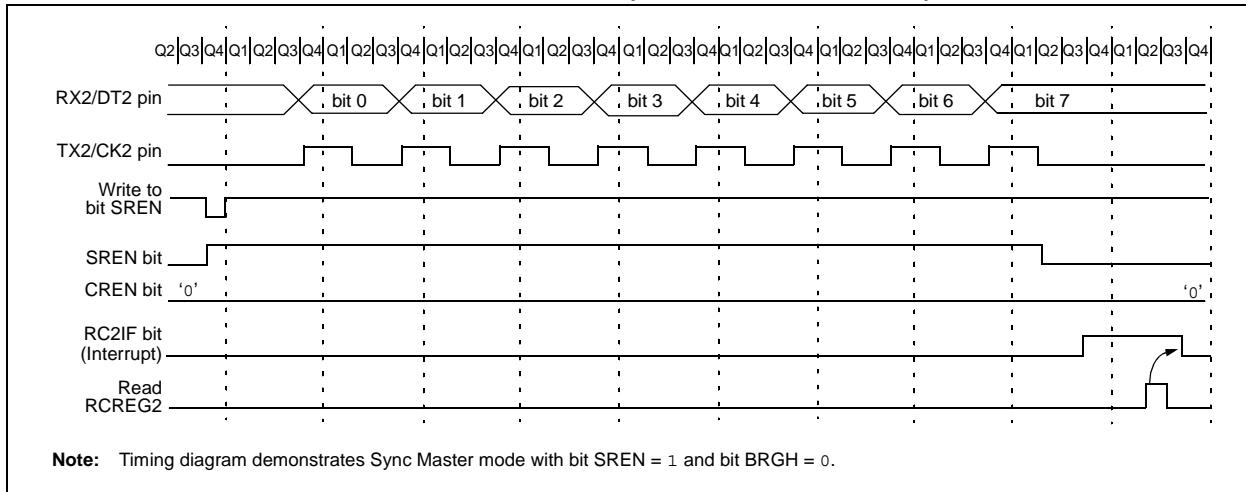 Q2 Q3 Q4 Q1 Q2 Q3 Q4 Q1 Q2 Q3 Q4 Q1 Q2 Q3 Q4 Q1 Q2 Q3 Q4 Q1 Q2 Q3 Q4 Q1 Q2 Q3 Q4 Q1 Q2 Q3 Q4 Q1 Q2 Q3 Q4 Q1 Q2 Q3 Q4 Q1 Q2 Q3 Q4
RX2/DT2 pin bit 0 bit 1 bit 2 bit 3 bit 4 bit 5 bit 6 bit 7
TX2/CK2 pin
Write to
bit SREN
SREN bit
CREN bit ‘0’ ‘0’
RC2IF bit
(Interrupt)
Read
RCREG2
Note: Timing diagram demonstrates Sync Master mode with bit SREN = 1 and bit BRGH = 0.